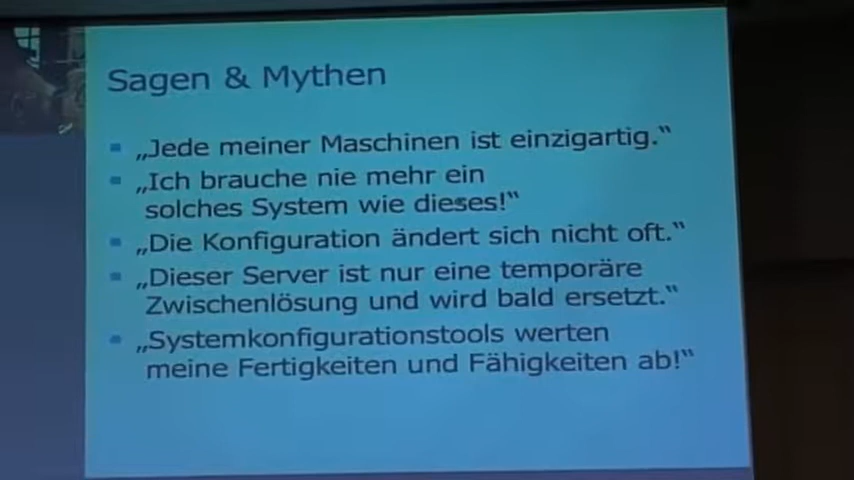 Sagen & Mythen
„Jede meiner Maschinen ist einzigartig.“
„Ich brauche nie mehr ein
solches System wie dieses!“
„Die Konfiguration ändert sich nicht oft.“
„Dieser Server ist nur eine temporäre
Zwischenlösung und wird bald ersetzt.“
„Systemkonfigurationstools werten
meine Fertigkeiten und Fähigkeiten ab!“